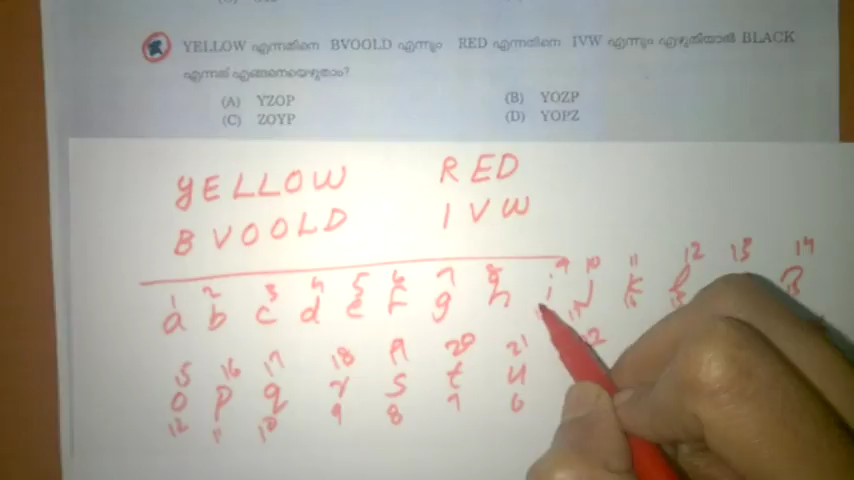 YELLOW എന്നതിനെ BVOOLD എന്നും RED എന്നതിനെ IVW എന്നും എഴുതിയാൽ BLACK
എന്നത് എങ്ങനെയെഴുതാം?
(A) YZOP (B) YOZP
(C) ZOYP (D) YOPZ
YELLOW RED
BVOOLD IVW
1 2 3 4 5 6 7 8 9 10 11 12 13 14
a b c d e f g h i j k l
5 16 17 18 19 20 21
o p q r s t u
12 11 10 9 8 7 6